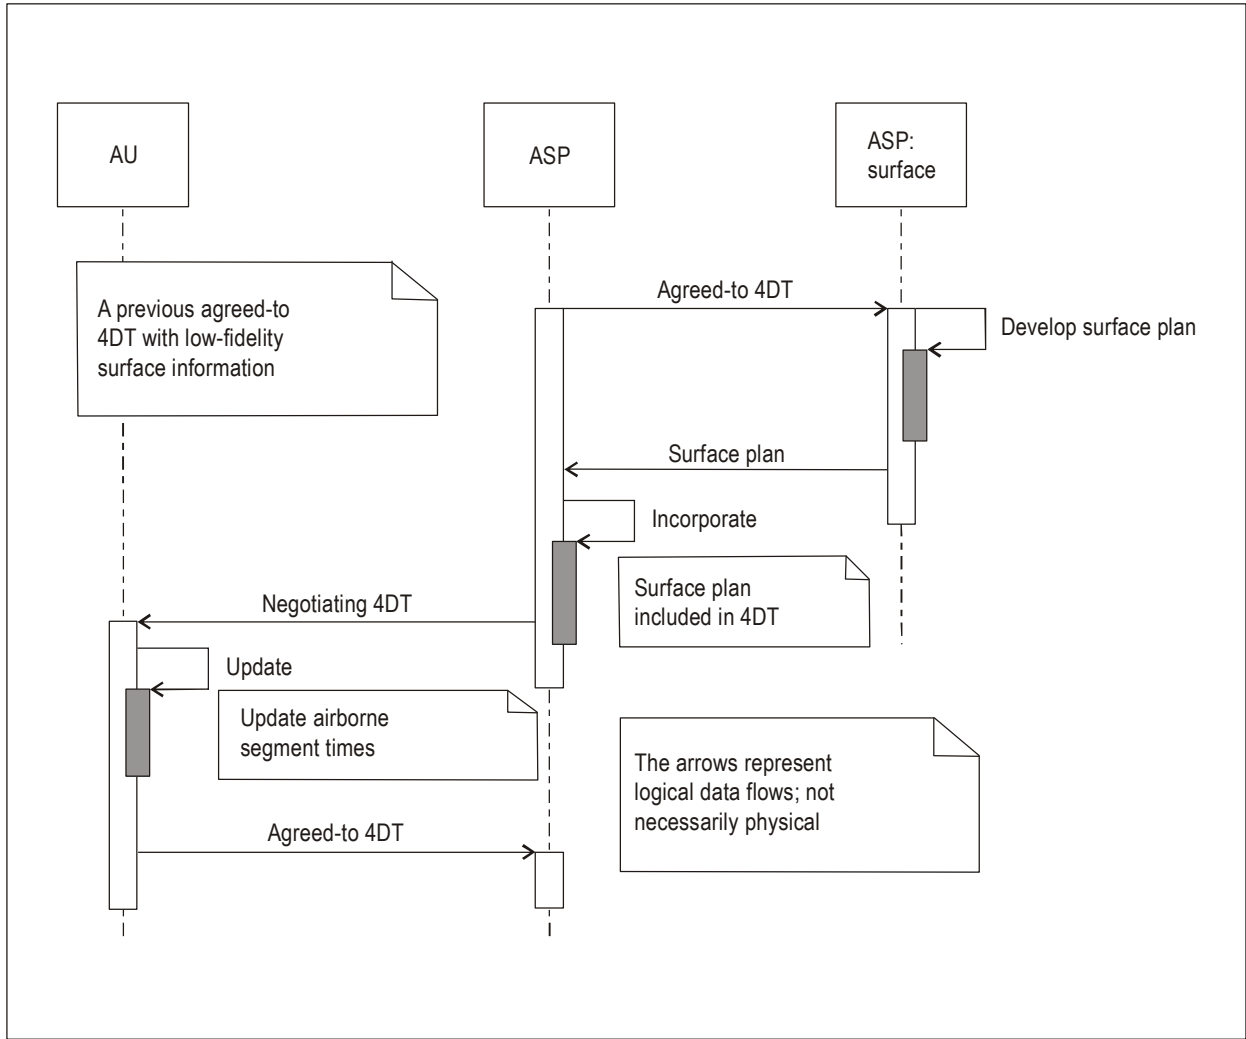 AU
ASP
ASP:
surface
A previous agreed-to
4DT with low-fidelity
surface information
Agreed-to 4DT
Develop surface plan
Surface plan
Incorporate
Surface plan
included in 4DT
Negotiating 4DT
Update
Update airborne
segment times
The arrows represent
logical data flows; not
necessarily physical
Agreed-to 4DT